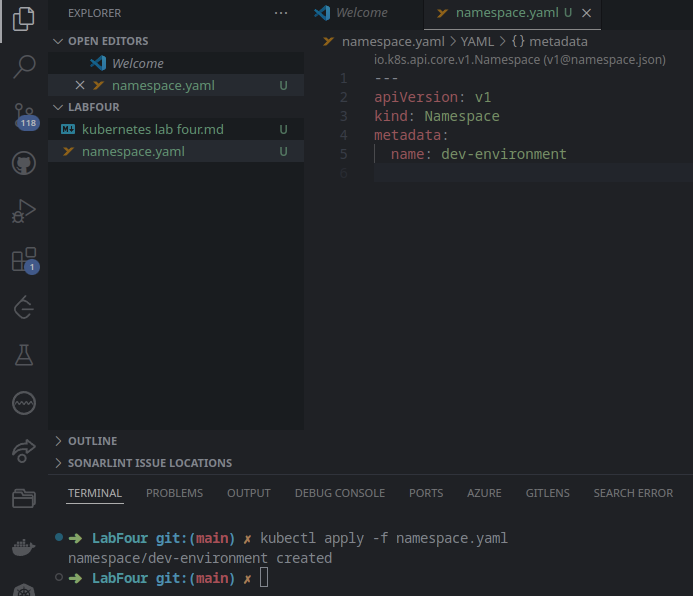 EXPLORER ...
Welcome
namespace.yaml U
OPEN EDITORS
Welcome
namespace.yaml U
LABFOUR
kubernetes lab four.md U
namespace.yaml U
118
1
namespace.yaml > YAML > {} metadata
io.k8s.api.core.v1.Namespace (v1@namespace.json)
1 ---
2 apiVersion: v1
3 kind: Namespace
4 metadata:
5 name: dev-environment
6
OUTLINE
SONARLINT ISSUE LOCATIONS
TERMINAL PROBLEMS OUTPUT DEBUG CONSOLE PORTS AZURE GITLENS SEARCH ERROR
➜ LabFour git:(main) ✗ kubectl apply -f namespace.yaml
namespace/dev-environment created
➜ LabFour git:(main) ✗